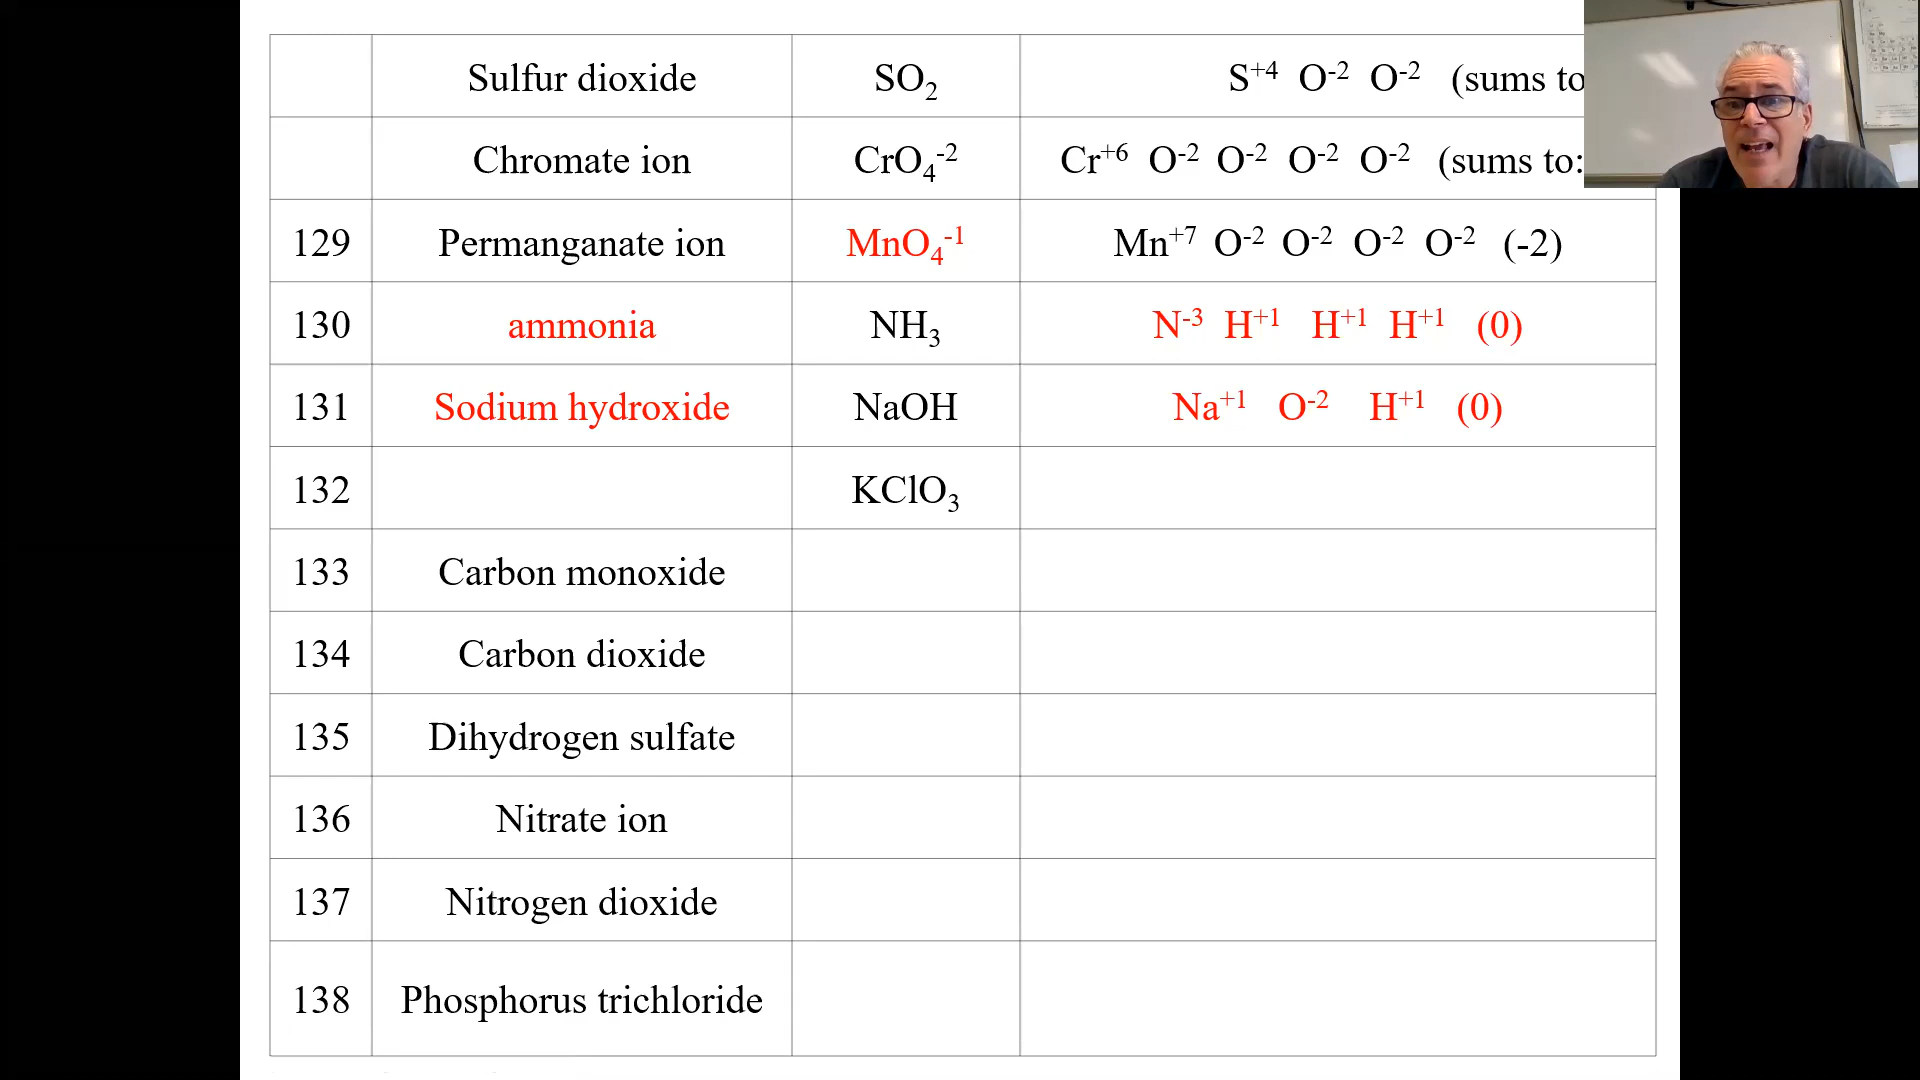 Sulfur dioxide SO₂ S⁺⁴ O⁻² O⁻² (sums to
Chromate ion CrO₄⁻² Cr⁺⁶ O⁻² O⁻² O⁻² O⁻² (sums to:
129 Permanganate ion MnO₄⁻¹ Mn⁺⁷ O⁻² O⁻² O⁻² O⁻² (-2)
130 ammonia NH₃ N⁻³ H⁺¹ H⁺¹ H⁺¹ (0)
131 Sodium hydroxide NaOH Na⁺¹ O⁻² H⁺¹ (0)
132 KClO₃
133 Carbon monoxide
134 Carbon dioxide
135 Dihydrogen sulfate
136 Nitrate ion
137 Nitrogen dioxide
138 Phosphorus trichloride